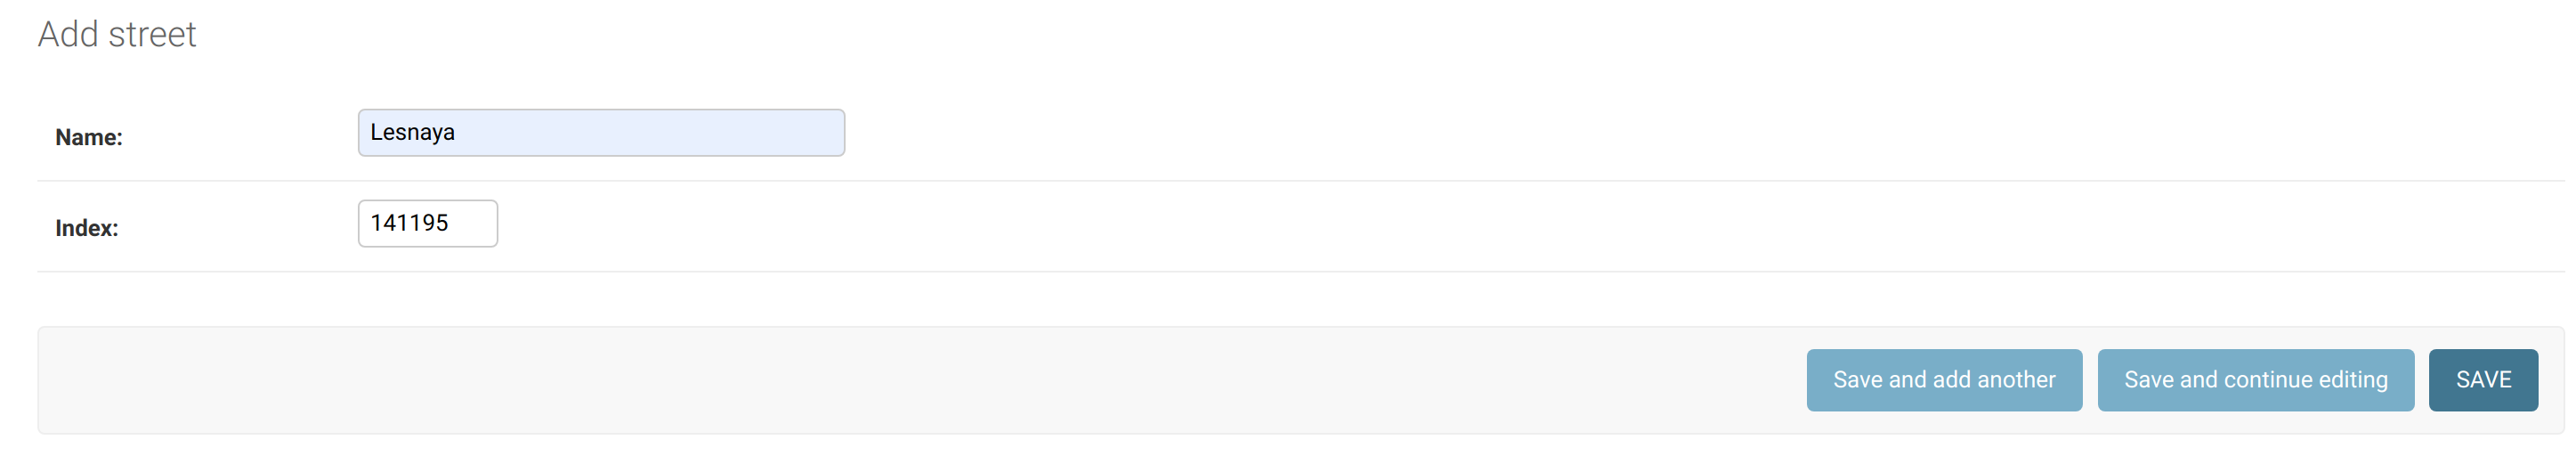 Add street
Name: Lesnaya
Index: 141195
Save and add another Save and continue editing SAVE